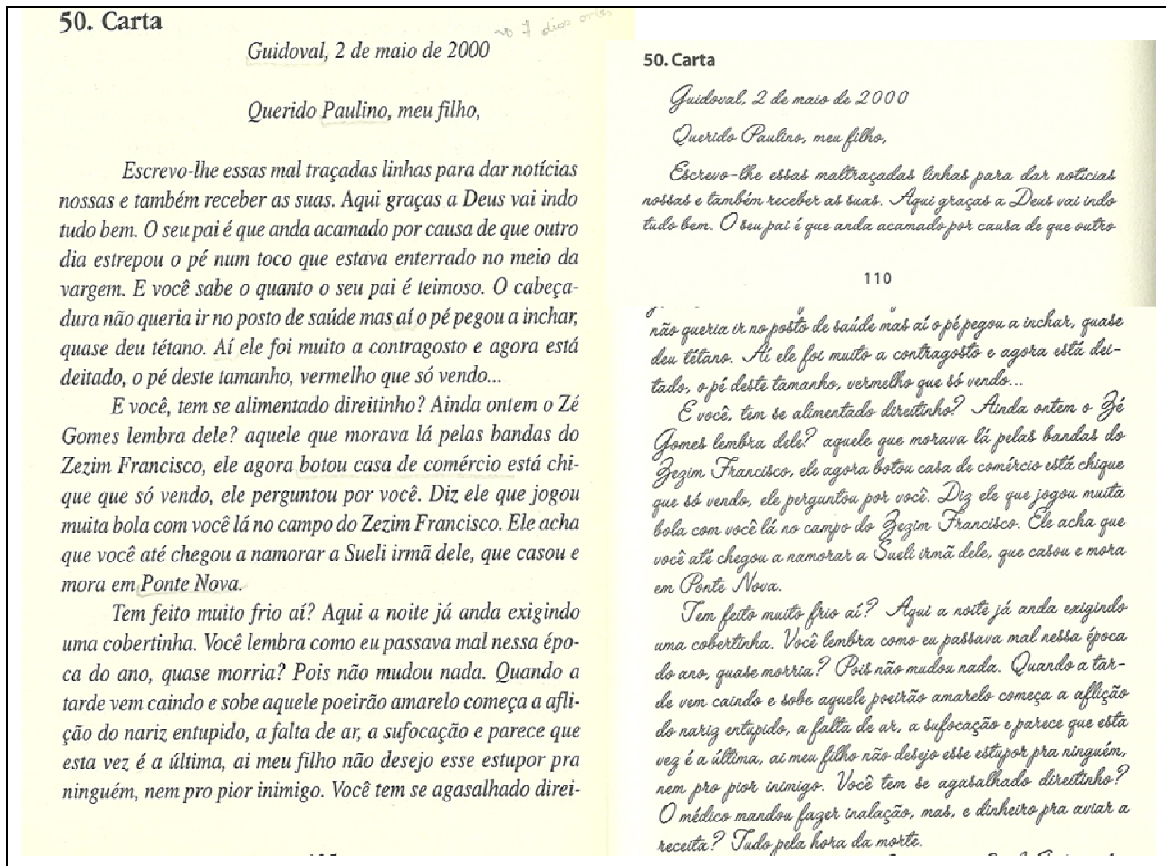 50. Carta
7 dias
Guidoval, 2 de maio de 2000
Querido Paulino, meu filho,
Escrevo-lhe essas mal traçadas linhas para dar notícias
nossas e também receber as suas. Aqui graças a Deus vai indo
tudo bem. O seu pai é que anda acamado por causa de que outro
dia estrepou o pé num toco que estava enterrado no meio da
vargem. E você sabe o quanto o seu pai é teimoso. O cabeça-
dura não queria ir no posto de saúde mas aí o pé pegou a inchar,
quase deu tétano. Aí ele foi muito a contragosto e agora está
deitado, o pé deste tamanho, vermelho que só vendo...
E você, tem se alimentado direitinho? Ainda ontem o Zé
Gomes lembra dele? aquele que morava lá pelas bandas do
Zezim Francisco, ele agora botou casa de comércio está chi-
que que só vendo, ele perguntou por você. Diz ele que jogou
muita bola com você lá no campo do Zezim Francisco. Ele acha
que você até chegou a namorar a Sueli irmã dele, que casou e
mora em Ponte Nova.
Tem feito muito frio aí? Aqui a noite já anda exigindo
uma cobertinha. Você lembra como eu passava mal nessa épo-
ca do ano, quase morria? Pois não mudou nada. Quando a
tarde vem caindo e sobe aquele poeirão amarelo começa a afli-
ção do nariz entupido, a falta de ar, a sufocação e parece que
esta vez é a última, ai meu filho não desejo esse estupor pra
ninguém, nem pro pior inimigo. Você tem se agasalhado direi-
50. Carta
Guidoval, 2 de maio de 2000
Querido Paulino, meu filho,
Escrevo-lhe essas maltraçadas linhas para dar notícias
nossas e também receber as suas. Aqui graças a Deus vai indo
tudo bem. O seu pai é que anda acamado por causa de que outro
110
não queria ir no posto de saúde mas aí o pé pegou a inchar, quase
deu tétano. Aí ele foi muito a contragosto e agora está dei-
tado, o pé deste tamanho, vermelho que só vendo...
E você, tem se alimentado direitinho? Ainda ontem o Zé
Gomes lembra dele? aquele que morava lá pelas bandas do
Zezim Francisco, ele agora botou casa de comércio está chique
que só vendo, ele perguntou por você. Diz ele que jogou muita
bola com você lá no campo do Zezim Francisco. Ele acha que
você até chegou a namorar a Sueli irmã dele, que casou e mora
em Ponte Nova.
Tem feito muito frio aí? Aqui a noite já anda exigindo
uma cobertinha. Você lembra como eu passava mal nessa época
do ano, quase morria? Pois não mudou nada. Quando a tar-
de vem caindo e sobe aquele poeirão amarelo começa a aflição
do nariz entupido, a falta de ar, a sufocação e parece que esta
vez é a última, ai meu filho não desejo esse estupor pra ninguém,
nem pro pior inimigo. Você tem se agasalhado direitinho?
O médico mandou fazer inalação, mas, e dinheiro pra aviar a
receita? Tudo pela hora da morte.